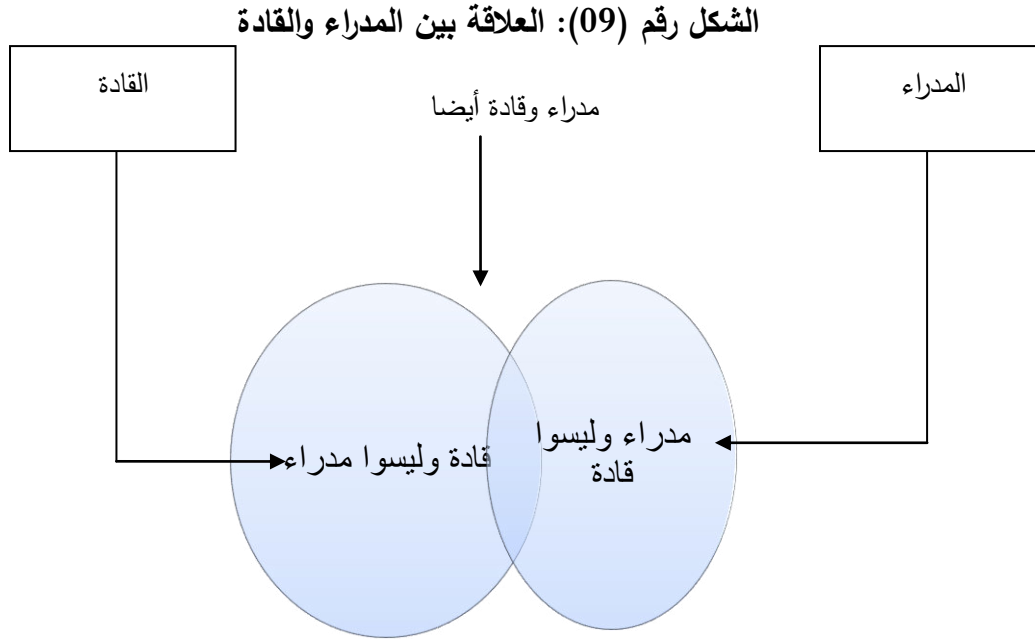 الشكل رقم (09): العلاقة بين المدراء والقادة
المدراء
القادة
مدراء وقادة أيضا
مدراء وليسوا
قادة
قادة وليسوا مدراء